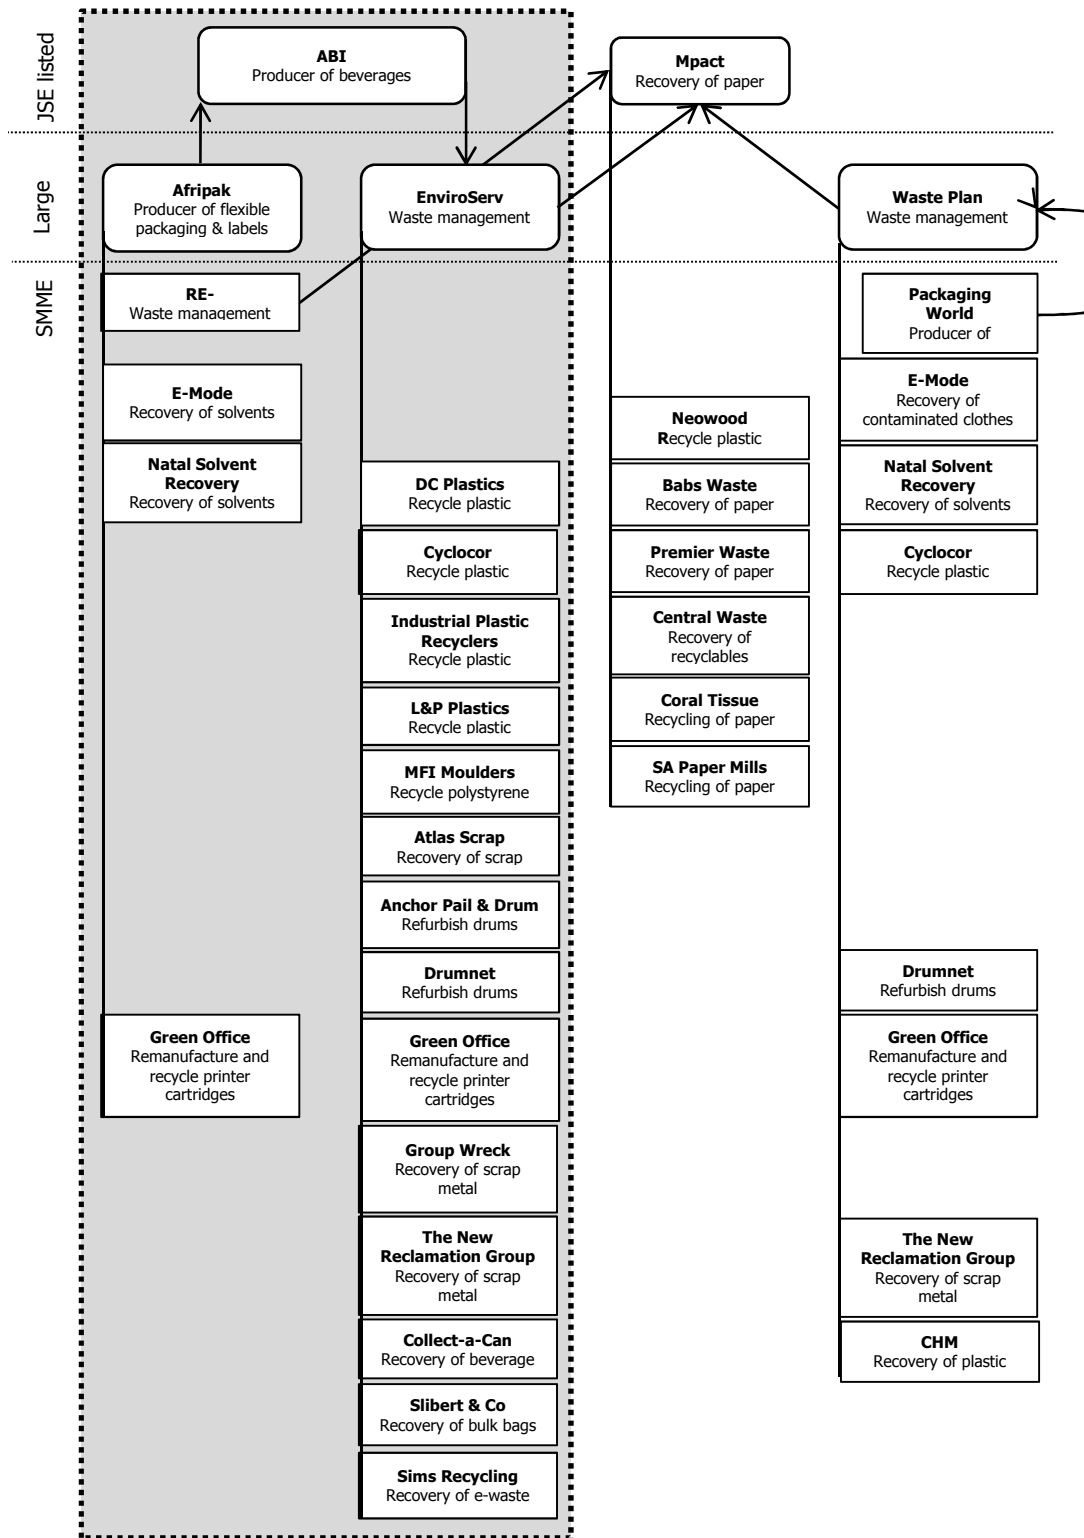 JSE listed
ABI
Producer of beverages
Mpact
Recovery of paper
Large
Afripak
Producer of flexible
packaging & labels
EnviroServ
Waste management
Waste Plan
Waste management
SMME
RE-
Waste management
E-Mode
Recovery of solvents
Natal Solvent
Recovery
Recovery of solvents
Green Office
Remanufacture and
recycle printer
cartridges
DC Plastics
Recycle plastic
Cyclocor
Recycle plastic
Industrial Plastic
Recyclers
Recycle plastic
L&P Plastics
Recycle plastic
MFI Moulders
Recycle polystyrene
Atlas Scrap
Recovery of scrap
Anchor Pail & Drum
Refurbish drums
Drumnet
Refurbish drums
Green Office
Remanufacture and
recycle printer
cartridges
Group Wreck
Recovery of scrap
metal
The New
Reclamation Group
Recovery of scrap
metal
Collect-a-Can
Recovery of beverage
Slibert & Co
Recovery of bulk bags
Sims Recycling
Recovery of e-waste
Neowood
Recycle plastic
Babs Waste
Recovery of paper
Premier Waste
Recovery of paper
Central Waste
Recovery of
recyclables
Coral Tissue
Recycling of paper
SA Paper Mills
Recycling of paper
Packaging
World
Producer of
E-Mode
Recovery of
contaminated clothes
Natal Solvent
Recovery
Recovery of solvents
Cyclocor
Recycle plastic
Drumnet
Refurbish drums
Green Office
Remanufacture and
recycle printer
cartridges
The New
Reclamation Group
Recovery of scrap
metal
CHM
Recovery of plastic